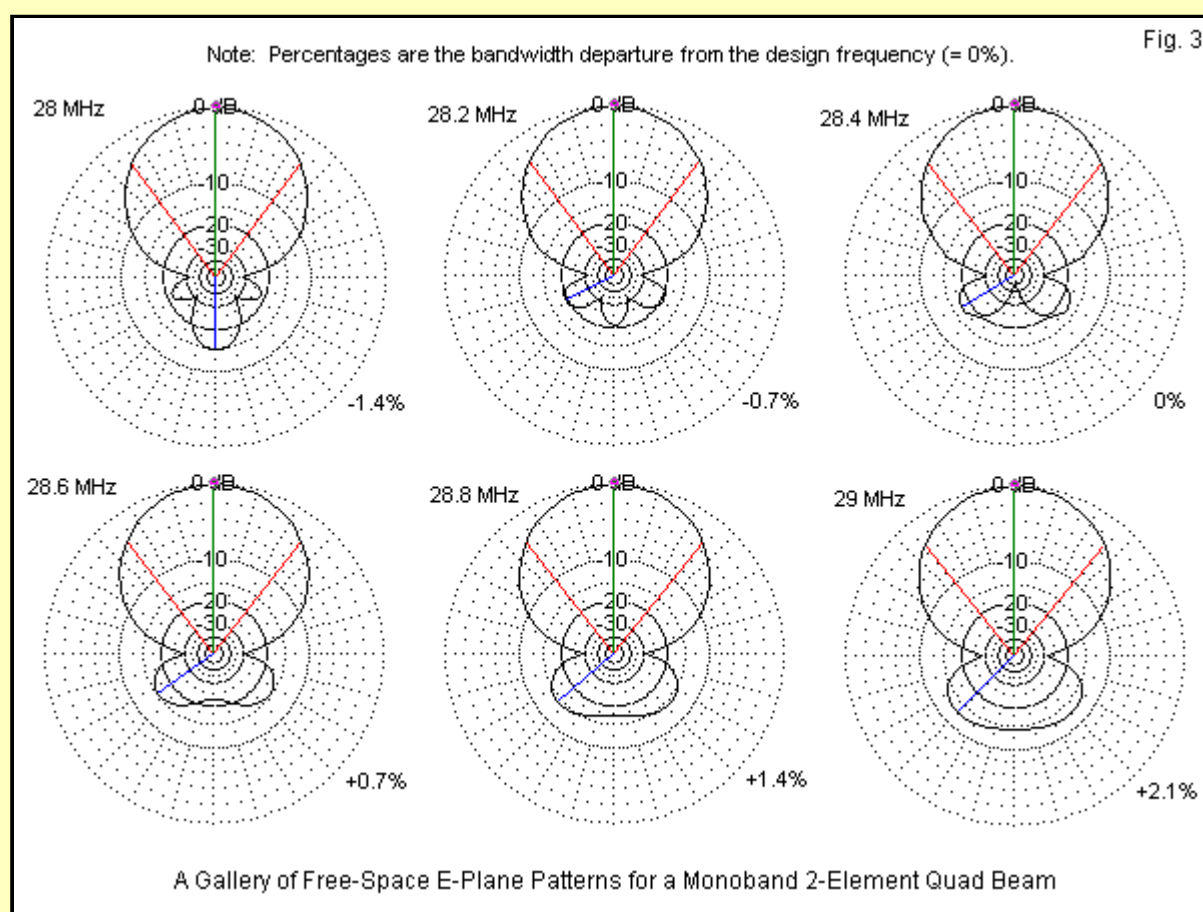 Fig. 3
Note: Percentages are the bandwidth departure from the design frequency (= 0%).
28 MHz
0 dB
-10
-20
-30
-1.4%
28.2 MHz
0 dB
-10
20
30
-0.7%
28.4 MHz
0 dB
-10
20
30
0%
28.6 MHz
0 dB
-10
20
30
+0.7%
28.8 MHz
0 dB
-10
20
30
+1.4%
29 MHz
0 dB
-10
20
30
+2.1%
A Gallery of Free-Space E-Plane Patterns for a Monoband 2-Element Quad Beam